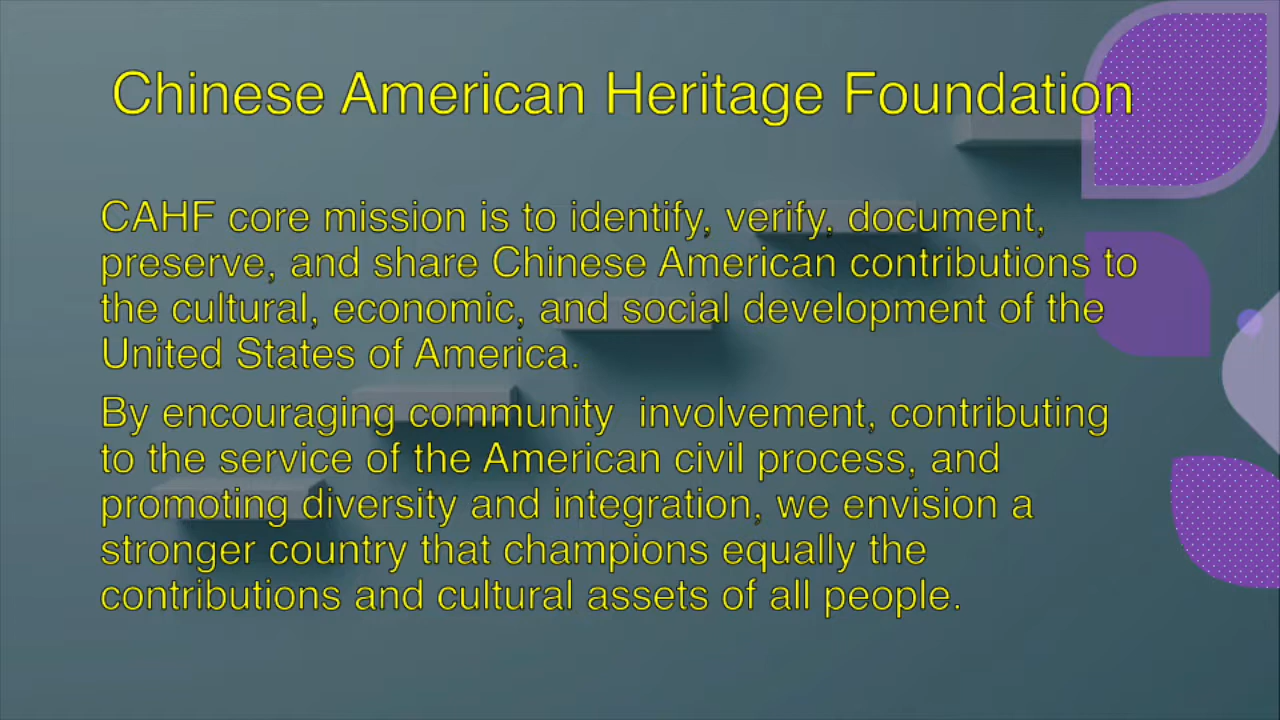 Chinese American Heritage Foundation
CAHF core mission is to identify, verify, document,
preserve, and share Chinese American contributions to
the cultural, economic, and social development of the
United States of America.
By encouraging community  involvement, contributing
to the service of the American civil process, and
promoting diversity and integration, we envision a
stronger country that champions equally the
contributions and cultural assets of all people.